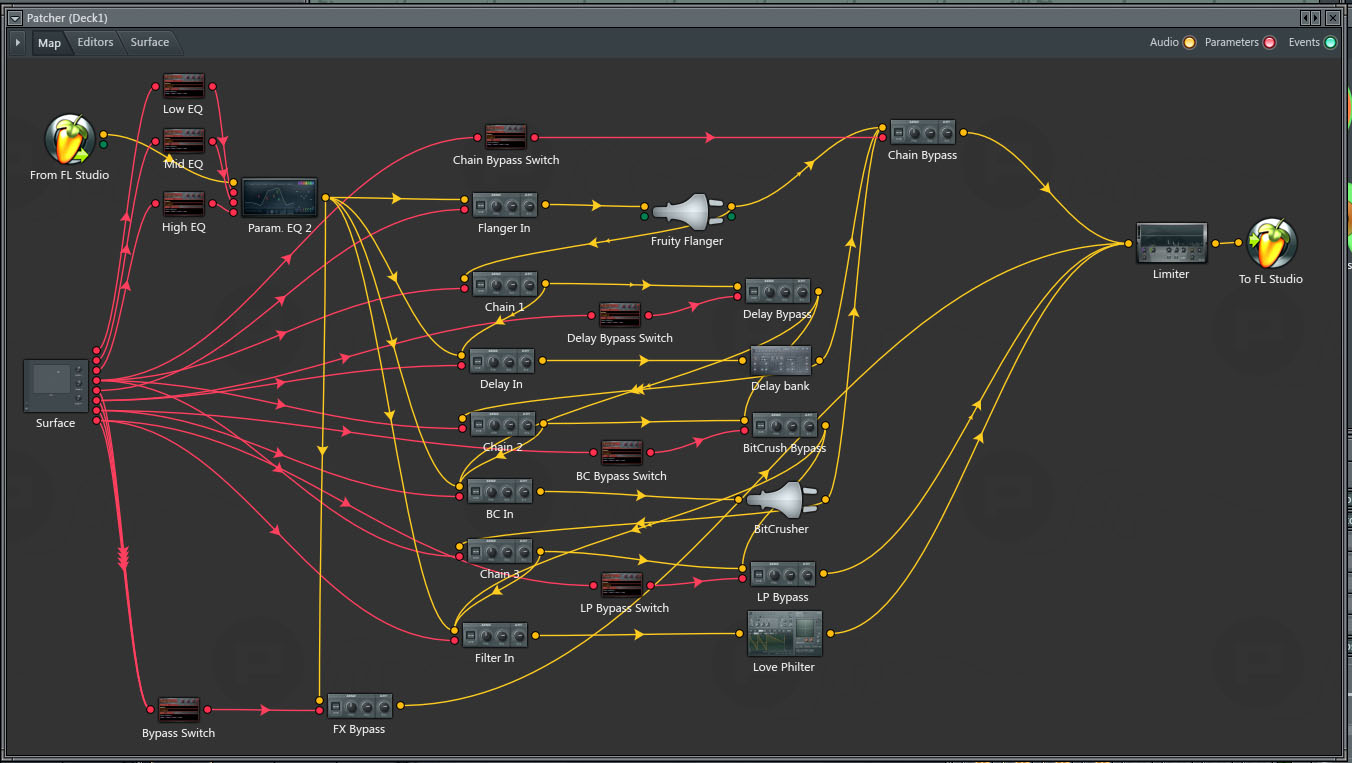 Patcher (Deck1)
Map
Editors
Surface
Audio
Parameters
Events
Low EQ
Mid EQ
From FL Studio
High EQ
Param. EQ 2
Chain Bypass Switch
Chain Bypass
Flanger In
Fruity Flanger
Limiter
To FL Studio
Chain 1
Delay Bypass
Delay Bypass Switch
Delay In
Delay bank
Surface
Chain 2
BitCrush Bypass
BC Bypass Switch
BC In
BitCrusher
Chain 3
LP Bypass
LP Bypass Switch
Filter In
Love Philter
Bypass Switch
FX Bypass